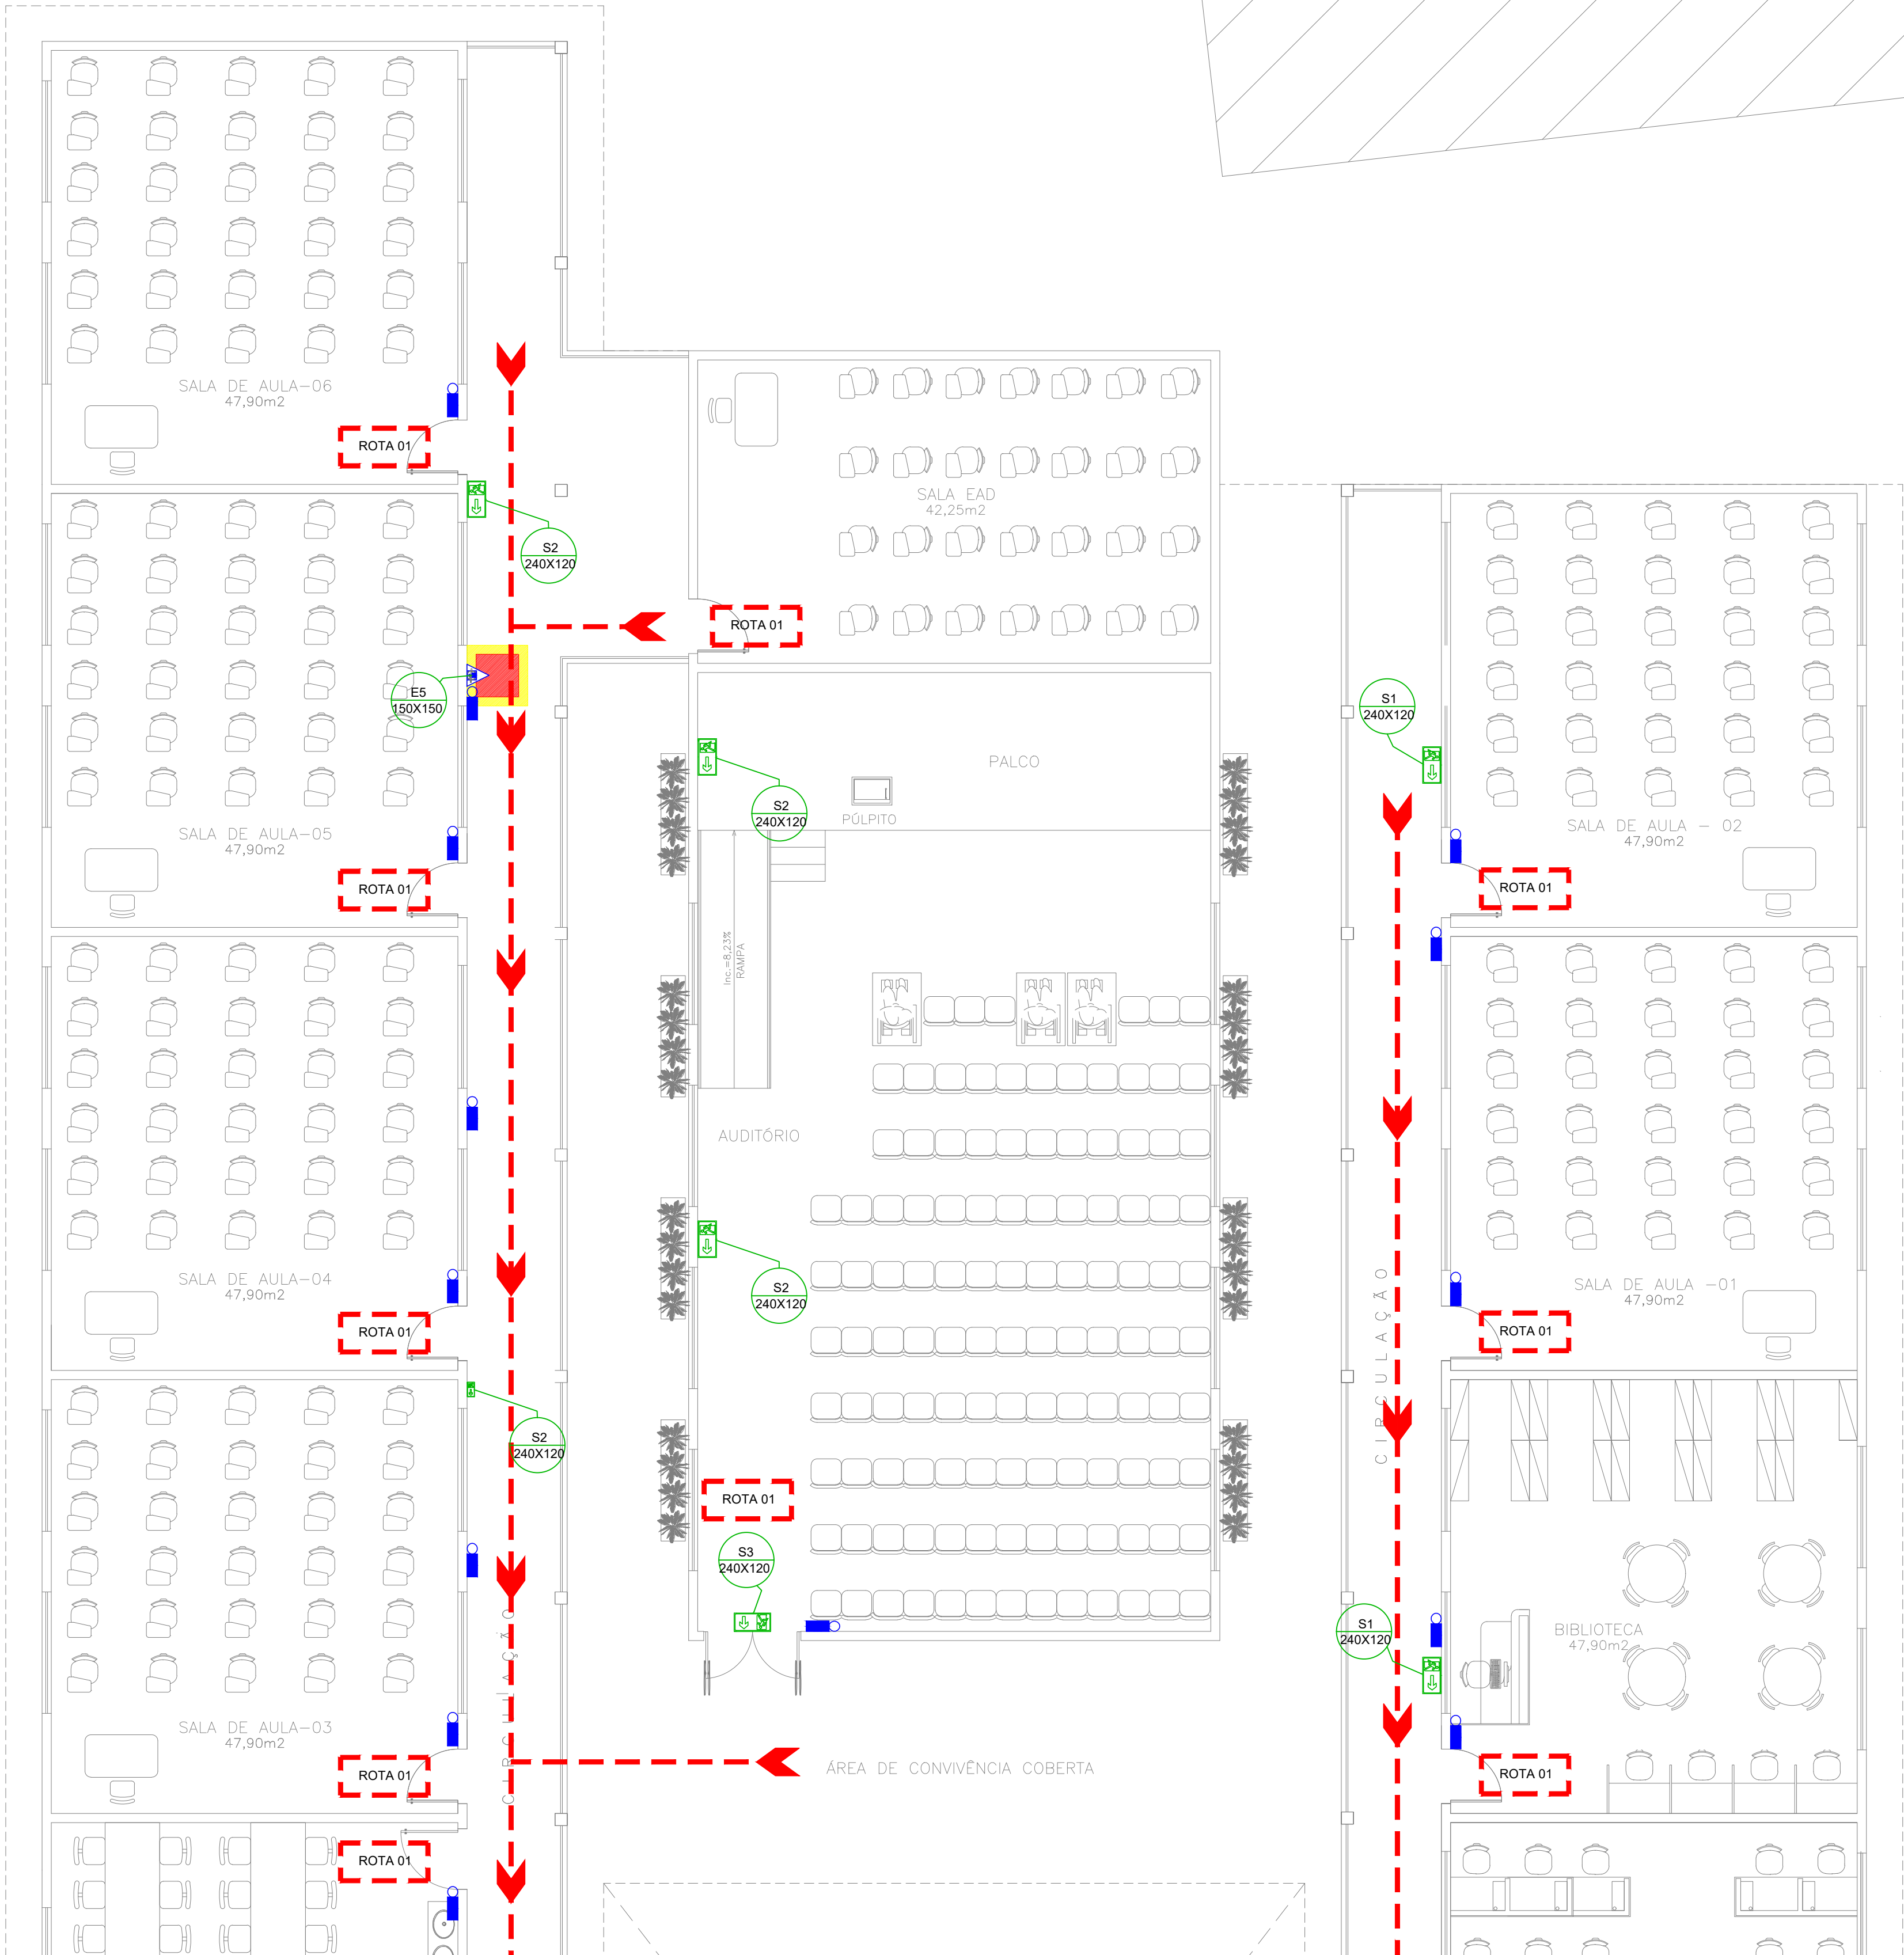 SALA DE AULA-06
47,90m2
ROTA 01
S2
240X120
SALA EAD
42,25m2
ROTA 01
E5
150X150
SALA DE AULA-05
47,90m2
ROTA 01
S2
240X120
PALCO
PÚLPITO
Inc.=8,23%
RAMPA
S1
240X120
SALA DE AULA - 02
47,90m2
ROTA 01
AUDITÓRIO
SALA DE AULA-04
47,90m2
ROTA 01
S2
240X120
CIRCULAÇÃO
SALA DE AULA -01
47,90m2
ROTA 01
S2
240X120
ROTA 01
S3
240X120
S1
240X120
BIBLIOTECA
47,90m2
ROTA 01
SALA DE AULA-03
47,90m2
ROTA 01
CIRCULAÇÃO
ÁREA DE CONVIVÊNCIA COBERTA
ROTA 01